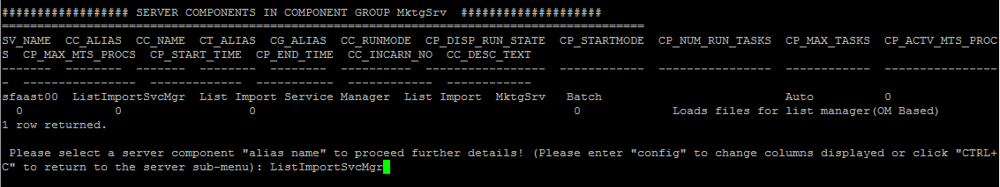 ################## SERVER COMPONENTS IN COMPONENT GROUP MktgSrv  ####################
===========================================================================================
SV_NAME  CC_ALIAS  CC_NAME  CT_ALIAS  CG_ALIAS  CC_RUNMODE  CP_DISP_RUN_STATE  CP_STARTMODE  CP_NUM_RUN_TASKS  CP_MAX_TASKS  CP_ACTV_MTS_PROC
S  CP_MAX_MTS_PROCS  CP_START_TIME  CP_END_TIME  CC_INCARN_NO  CC_DESC_TEXT
-------  --------  -------  --------  --------  ----------  -----------------  ------------  ----------------  ------------  ----------------
-  ----------------  -------------  -----------  ------------  ------------
sfaast00  ListImportSvcMgr  List Import Service Manager  List Import  MktgSrv   Batch                          Auto          0
  0             0                  0                                              0             Loads files for list manager(OM Based)
1 row returned.
 Please select a server component "alias name" to proceed further details! (Please enter "config" to change columns displayed or click "CTRL+
C" to return to the server sub-menu): ListImportSvcMgr